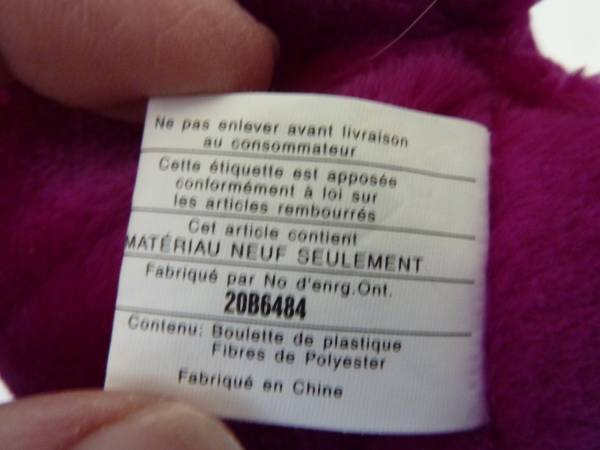 Ne pas enlever avant livraison
au consommateur
Cette étiquette est apposée
conformément à loi sur
les articles rembourrés
Cet article contient
MATÉRIAU NEUF SEULEMENT
Fabriqué par No d'enrg.Ont.
20B6484
Contenu: Boulette de plastique
Fibres de Polyester
Fabriqué en Chine